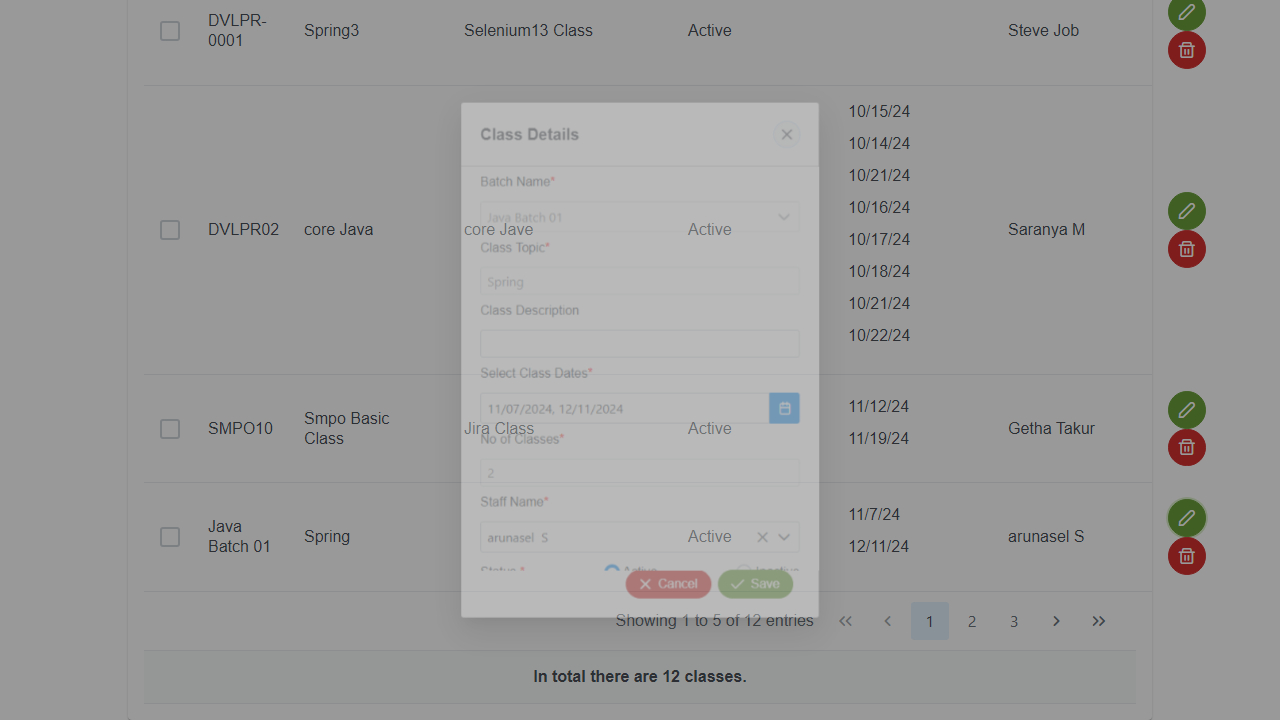 DVLPR-
0001
Spring3
Selenium13 Class
Active
Steve Job
DVLPR02
core Java
core Jave
Active
10/15/24
10/14/24
10/21/24
10/16/24
10/17/24
10/18/24
10/21/24
10/22/24
Saranya M
SMPO10
Smpo Basic
Class
Jira Class
Active
11/12/24
11/19/24
Getha Takur
Java
Batch 01
Spring
Active
11/7/24
12/11/24
arunasel S
Class Details
Batch Name*
Java Batch 01
Class Topic*
Spring
Class Description
Select Class Dates*
11/07/2024, 12/11/2024
No of Classes*
2
Staff Name*
arunasel S
Status * Active Inactive
Cancel Save
Showing 1 to 5 of 12 entries
1 2 3
In total there are 12 classes.